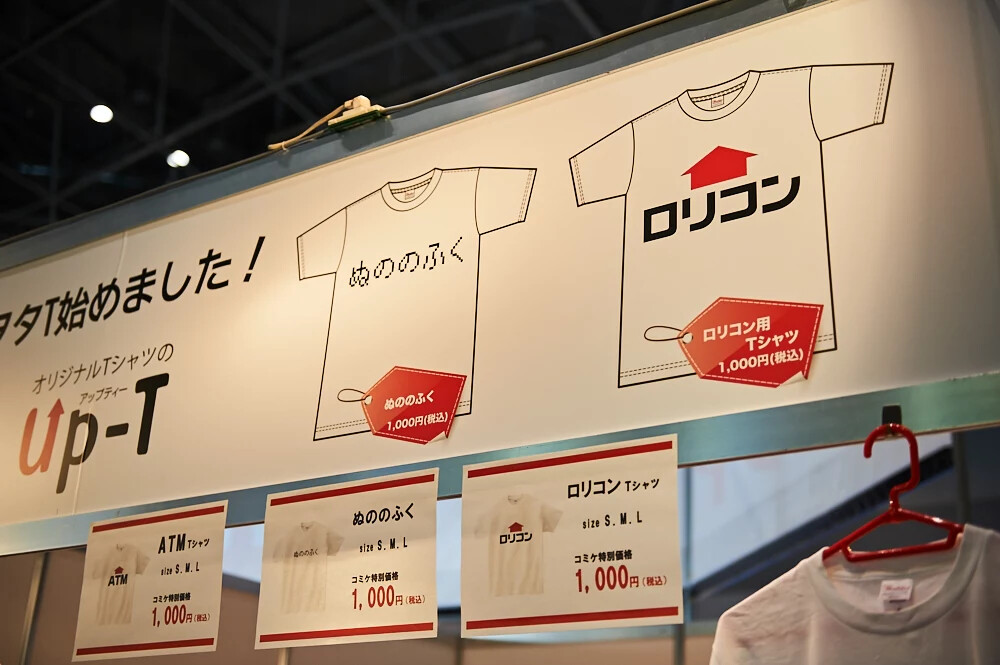 タT始めました!
オリジナルTシャツの
アップティー
Up-T
ぬののふく
ぬののふく
1,000円(税込)
ロリコン
ロリコン用
Tシャツ
1,000円(税込)
ATM Tシャツ
size S.M.L
ATM
コミケ特別価格
1,000円(税込)
ぬののふく
size S.M.L
ぬののふく
コミケ特別価格
1,000円(税込)
ロリコン Tシャツ
size S.M.L
ロリコン
コミケ特別価格
1,000円(税込)